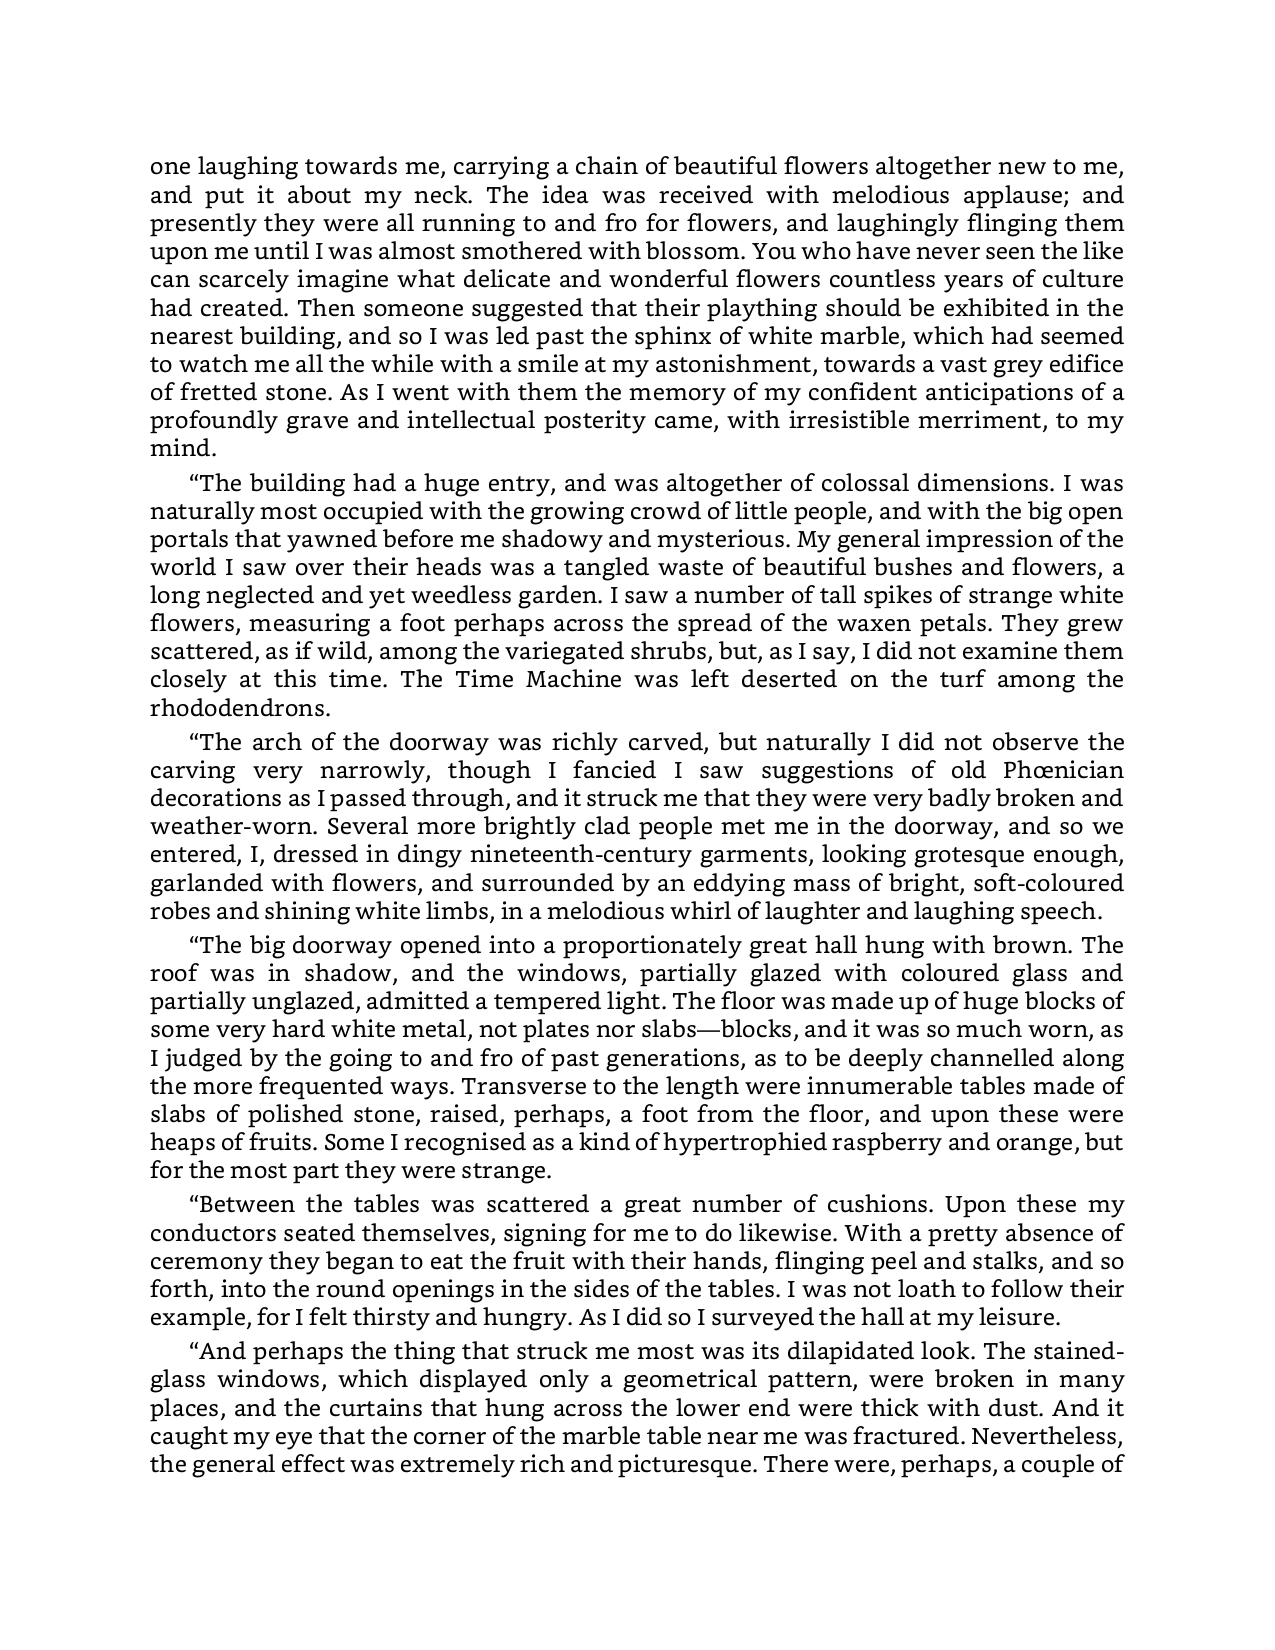 one laughing towards me, carrying a chain of beautiful flowers altogether new to me,
and put it about my neck. The idea was received with melodious applause; and
presently they were all running to and fro for flowers, and laughingly flinging them
upon me until I was almost smothered with blossom. You who have never seen the like
can scarcely imagine what delicate and wonderful flowers countless years of culture
had created. Then someone suggested that their plaything should be exhibited in the
nearest building, and so I was led past the sphinx of white marble, which had seemed
to watch me all the while with a smile at my astonishment, towards a vast grey edifice
of fretted stone. As I went with them the memory of my confident anticipations of a
profoundly grave and intellectual posterity came, with irresistible merriment, to my
mind.
“The building had a huge entry, and was altogether of colossal dimensions. I was
naturally most occupied with the growing crowd of little people, and with the big open
portals that yawned before me shadowy and mysterious. My general impression of the
world I saw over their heads was a tangled waste of beautiful bushes and flowers, a
long neglected and yet weedless garden. I saw a number of tall spikes of strange white
flowers, measuring a foot perhaps across the spread of the waxen petals. They grew
scattered, as if wild, among the variegated shrubs, but, as I say, I did not examine them
closely at this time. The Time Machine was left deserted on the turf among the
rhododendrons.
“The arch of the doorway was richly carved, but naturally I did not observe the
carving very narrowly, though I fancied I saw suggestions of old Phœnician
decorations as I passed through, and it struck me that they were very badly broken and
weather-worn. Several more brightly clad people met me in the doorway, and so we
entered, I, dressed in dingy nineteenth-century garments, looking grotesque enough,
garlanded with flowers, and surrounded by an eddying mass of bright, soft-coloured
robes and shining white limbs, in a melodious whirl of laughter and laughing speech.
“The big doorway opened into a proportionately great hall hung with brown. The
roof was in shadow, and the windows, partially glazed with coloured glass and
partially unglazed, admitted a tempered light. The floor was made up of huge blocks of
some very hard white metal, not plates nor slabs—blocks, and it was so much worn, as
I judged by the going to and fro of past generations, as to be deeply channelled along
the more frequented ways. Transverse to the length were innumerable tables made of
slabs of polished stone, raised, perhaps, a foot from the floor, and upon these were
heaps of fruits. Some I recognised as a kind of hypertrophied raspberry and orange, but
for the most part they were strange.
“Between the tables was scattered a great number of cushions. Upon these my
conductors seated themselves, signing for me to do likewise. With a pretty absence of
ceremony they began to eat the fruit with their hands, flinging peel and stalks, and so
forth, into the round openings in the sides of the tables. I was not loath to follow their
example, for I felt thirsty and hungry. As I did so I surveyed the hall at my leisure.
“And perhaps the thing that struck me most was its dilapidated look. The stained-
glass windows, which displayed only a geometrical pattern, were broken in many
places, and the curtains that hung across the lower end were thick with dust. And it
caught my eye that the corner of the marble table near me was fractured. Nevertheless,
the general effect was extremely rich and picturesque. There were, perhaps, a couple of